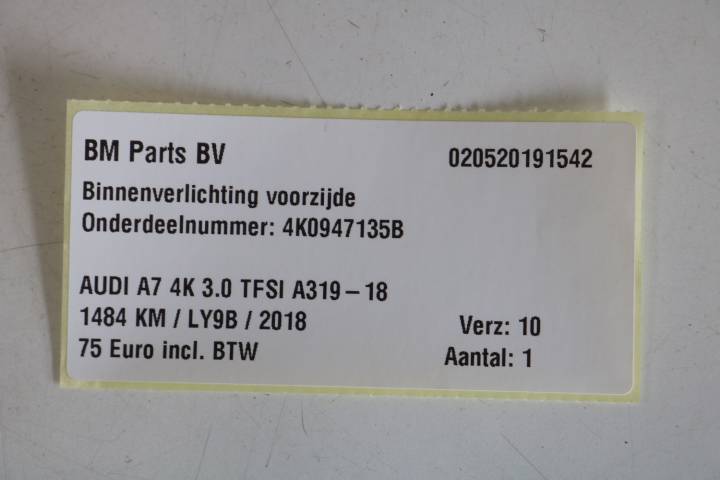 BM Parts BV 020520191542
Binnenverlichting voorzijde
Onderdeelnummer: 4K0947135B
AUDI A7 4K 3.0 TFSI A319-18
1484 KM / LY9B / 2018 Verz: 10
75 Euro incl. BTW Aantal: 1